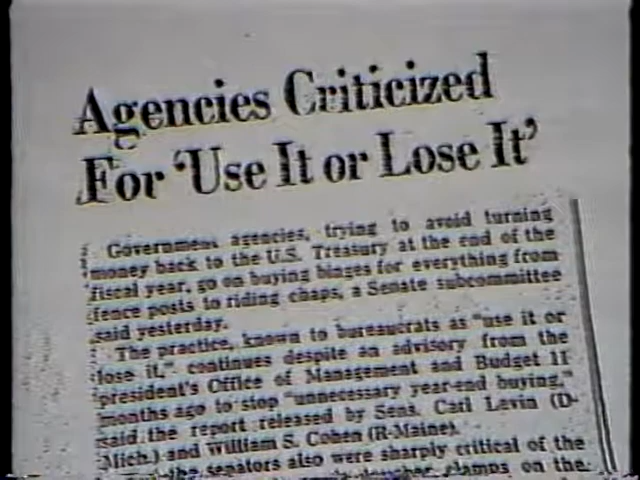 Agencies Criticized
For 'Use It or Lose It'
Government agencies, trying to avoid turning
money back to the U.S. Treasury at the end of the
fiscal year, go on buying binges for everything from
fence posts to riding chaps, a Senate subcommittee
said yesterday.
The practice, known to bureaucrats as "use it or
lose it," continues despite an advisory from the
president's Office of Management and Budget 11
months ago to stop "unnecessary year-end buying,"
said the report released by Sens. Carl Levin (D-
Mich.) and William S. Cohen (R-Maine).
the senators also were sharply critical of the
clamps on the